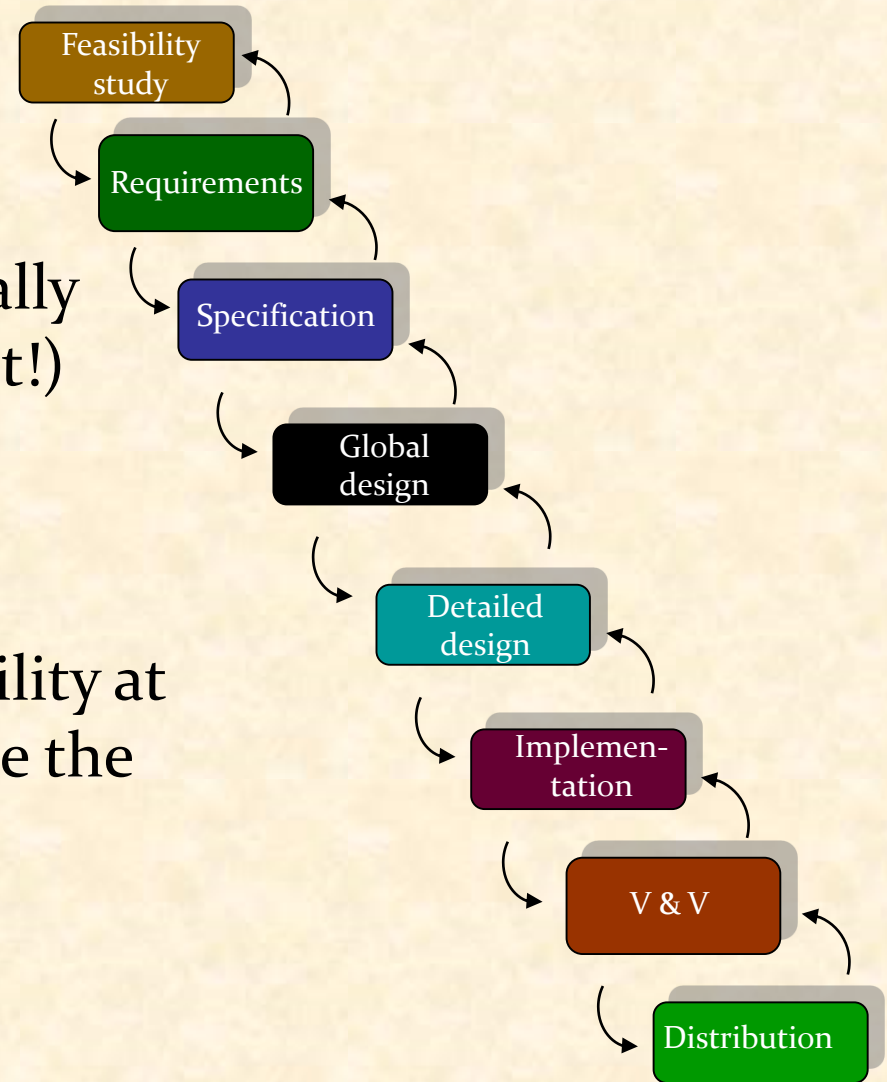 Feasibility
study
Requirements
ally
t!)
Specification
Global
design
Detailed
design
ility at
e the
Implemen-
tation
V & V
Distribution